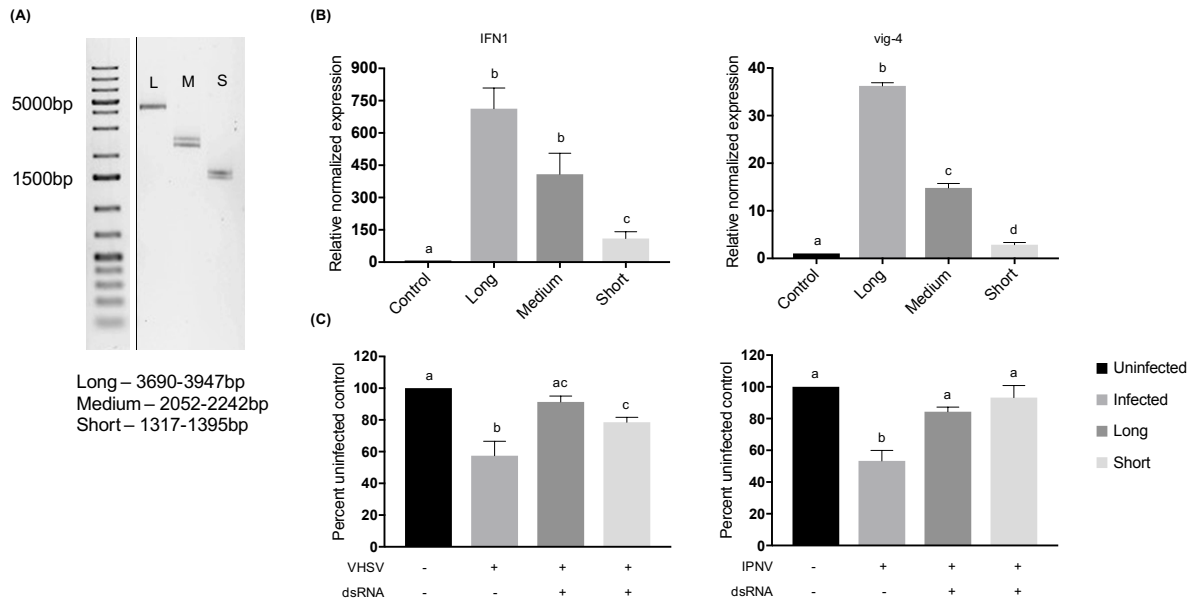 (A)
L M S
5000bp
1500bp
Long – 3690-3947bp
Medium – 2052-2242bp
Short – 1317-1395bp
(B)
IFN1
Relative normalized expression
900
750
600
450
300
150
0
a b b c
Control Long Medium Short
vig-4
Relative normalized expression
40
30
20
10
0
a b c d
Control Long Medium Short
(C)
Percent uninfected control
120
100
80
60
40
20
0
a b ac c
VHSV - + + +
dsRNA - - + +
Percent uninfected control
120
100
80
60
40
20
0
a b a a
IPNV - + + +
dsRNA - - + +
Uninfected
Infected
Long
Short